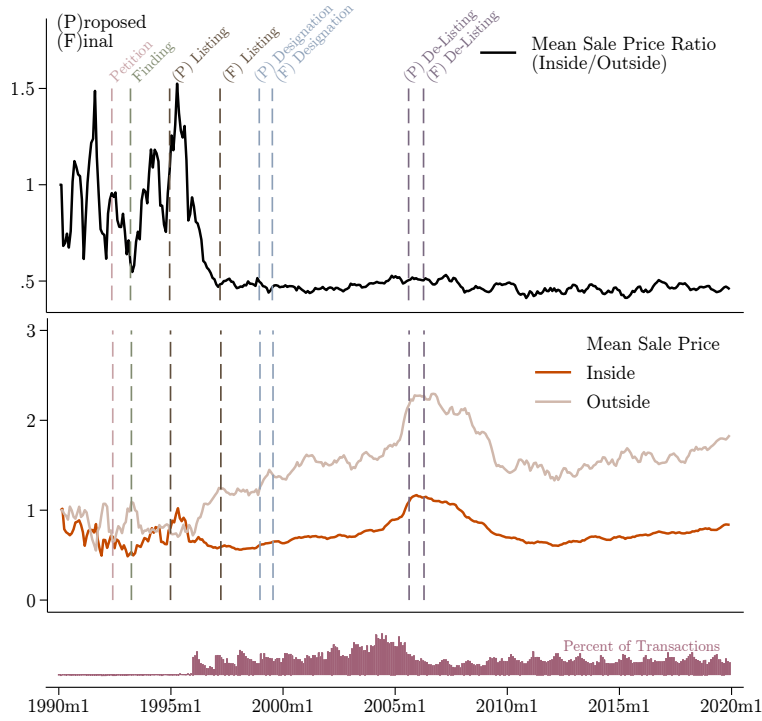 (P)roposed
(F)inal
Petition
Finding
(P) Listing
(F) Listing
(P) Designation
(F) Designation
(P) De-Listing
(F) De-Listing
Mean Sale Price Ratio
(Inside/Outside)
1.5
1
.5
3
2
1
0
Mean Sale Price
Inside
Outside
Percent of Transactions
1990m1 1995m1 2000m1 2005m1 2010m1 2015m1 2020m1